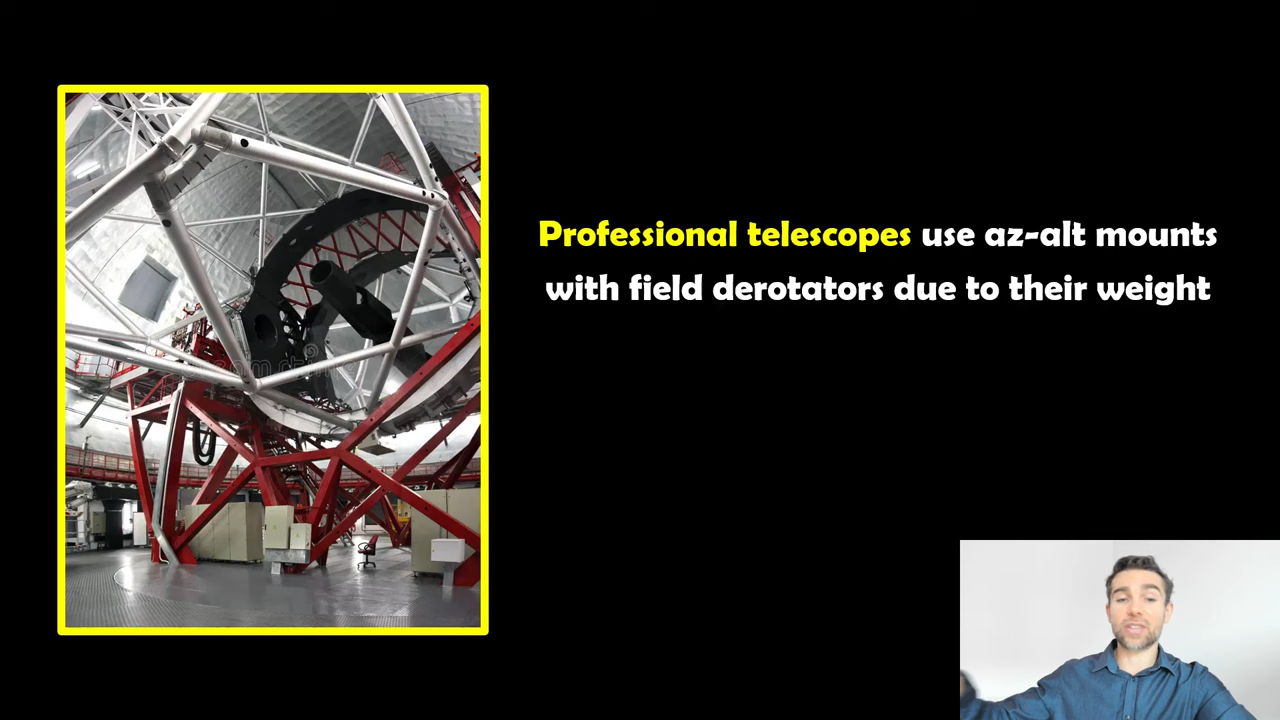 Professional telescopes use az-alt mounts
with field derotators due to their weight